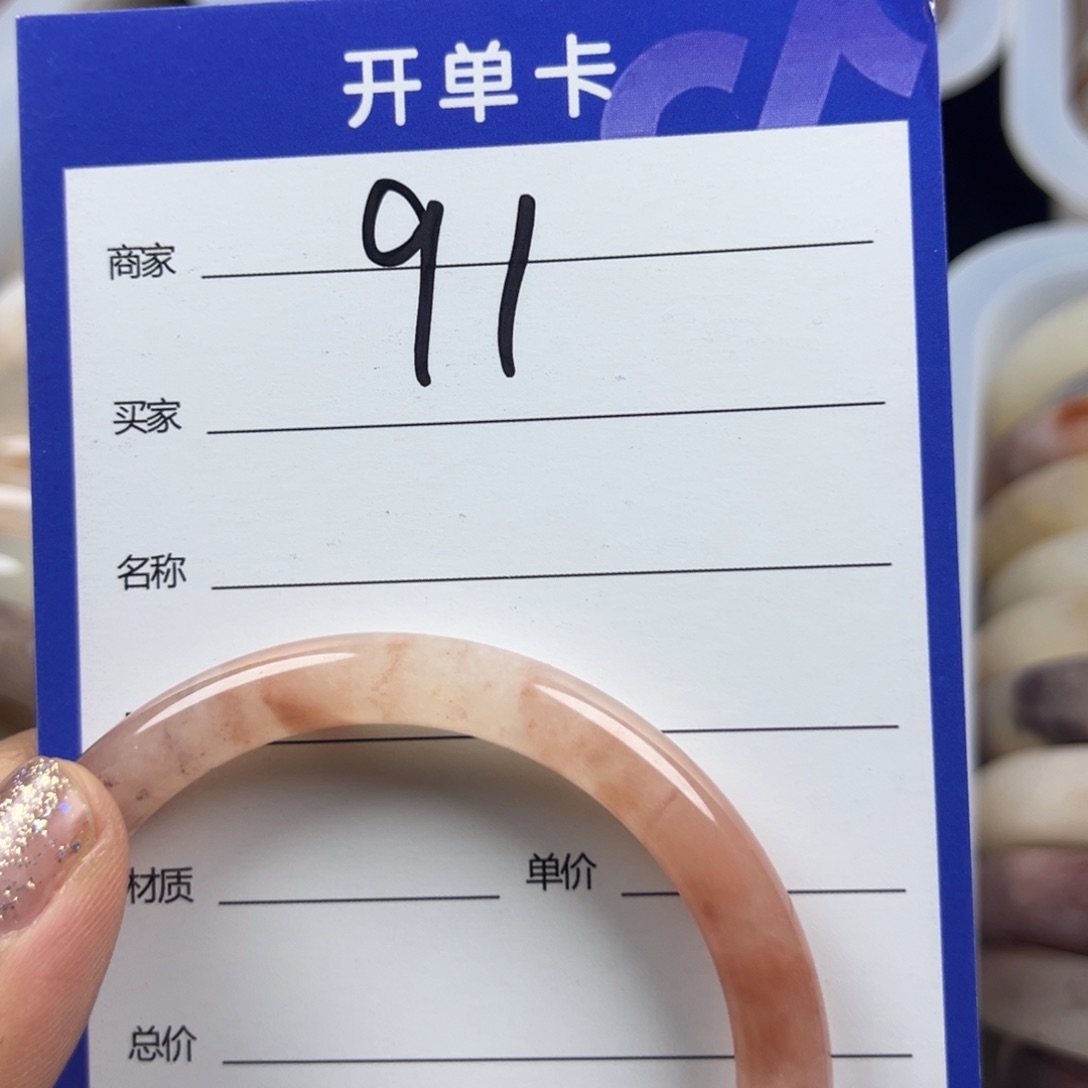 开单卡
商家 91
买家
名称
材质 单价
总价